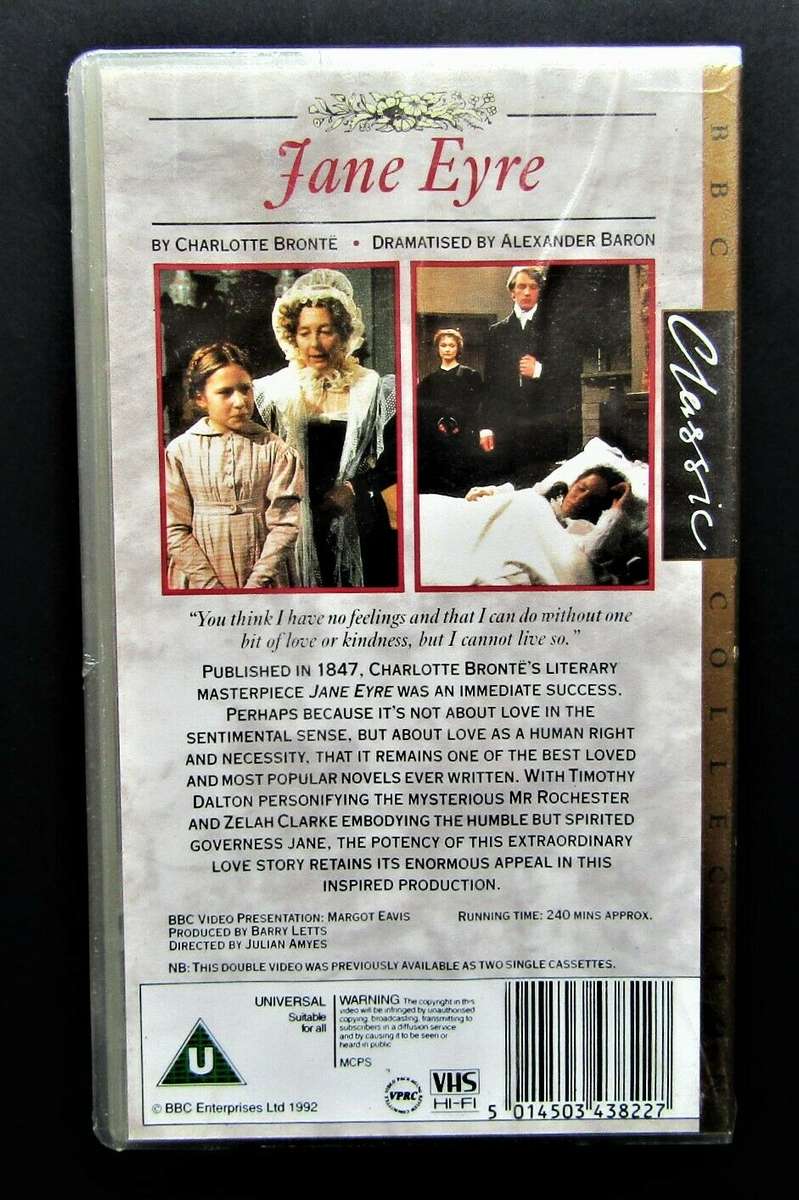 Jane Eyre
BY CHARLOTTE BRONTË • DRAMATISED BY ALEXANDER BARON
"You think I have no feelings and that I can do without one
bit of love or kindness, but I cannot live so."
PUBLISHED IN 1847, CHARLOTTE BRONTË'S LITERARY
MASTERPIECE JANE EYRE WAS AN IMMEDIATE SUCCESS.
PERHAPS BECAUSE IT'S NOT ABOUT LOVE IN THE
SENTIMENTAL SENSE, BUT ABOUT LOVE AS A HUMAN RIGHT
AND NECESSITY, THAT IT REMAINS ONE OF THE BEST LOVED
AND MOST POPULAR NOVELS EVER WRITTEN. WITH TIMOTHY
DALTON PERSONIFYING THE MYSTERIOUS MR ROCHESTER
AND ZELAH CLARKE EMBODYING THE HUMBLE BUT SPIRITED
GOVERNESS JANE, THE POTENCY OF THIS EXTRAORDINARY
LOVE STORY RETAINS ITS ENORMOUS APPEAL IN THIS
INSPIRED PRODUCTION.
BBC VIDEO PRESENTATION: MARGOT EAVIS
PRODUCED BY BARRY LETTS
DIRECTED BY JULIAN AMYES
RUNNING TIME: 240 MINS APPROX.
NB: THIS DOUBLE VIDEO WAS PREVIOUSLY AVAILABLE AS TWO SINGLE CASSETTES.
U
UNIVERSAL
Suitable
for all
WARNING The copyright in this
video will be infringed by unauthorised
copying, broadcasting, transmitting to
subscribers in a diffusion service
and by causing it to be seen or
heard in public
MCPS
© BBC Enterprises Ltd 1992
VPRC
VHS
HI-FI
5 014503 438227
BBC
Classic
COLLECTION